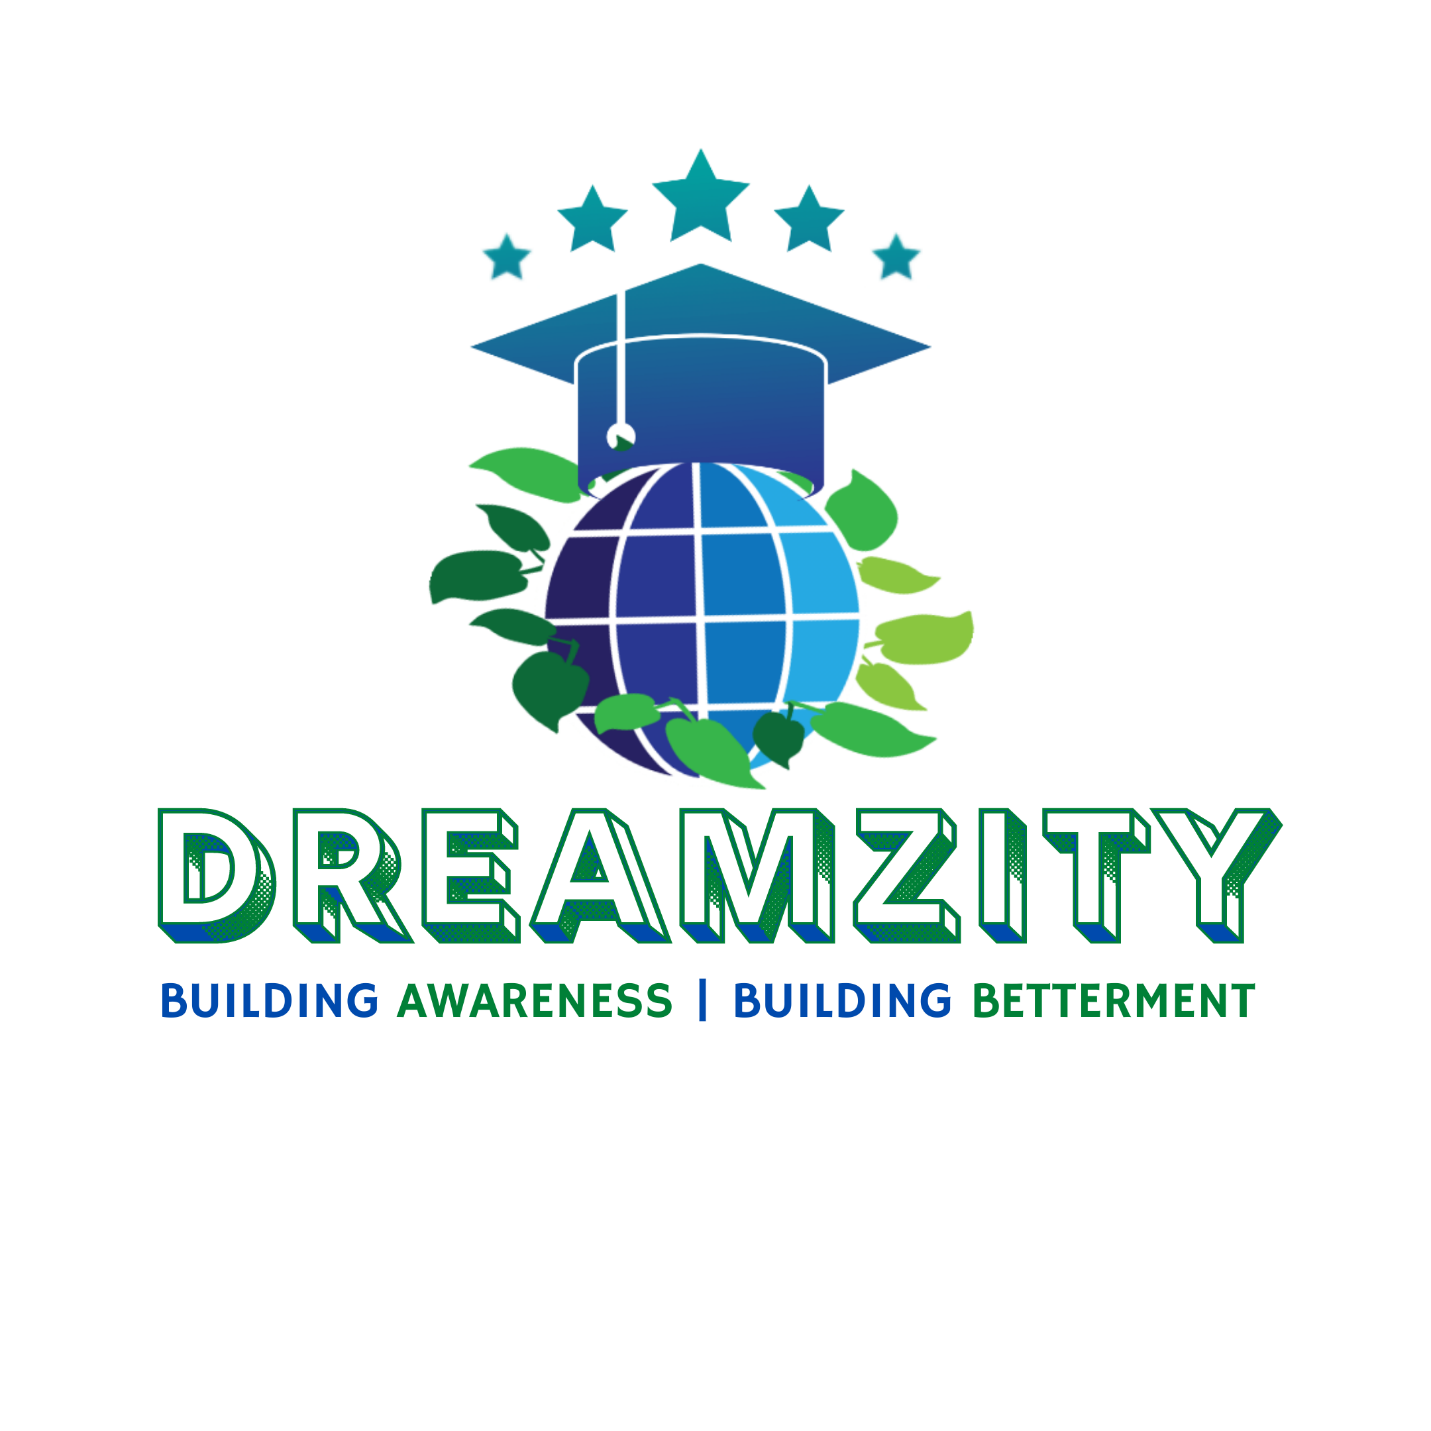 DREAMZITY
BUILDING AWARENESS | BUILDING BETTERMENT